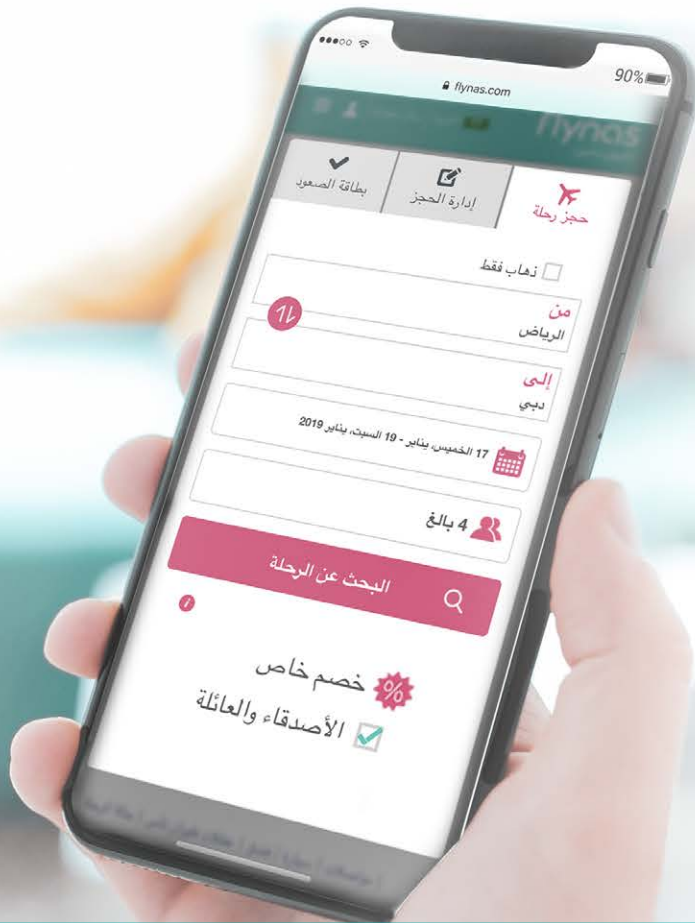 90%
flynas.com
flynas
حجز رحلة
إدارة الحجز
بطاقة الصعود
ذهاب فقط
من
الرياض
إلى
دبي
17 الخميس، يناير - 19 السبت، يناير 2019
4 بالغ
البحث عن الرحلة
خصم خاص
الأصدقاء والعائلة